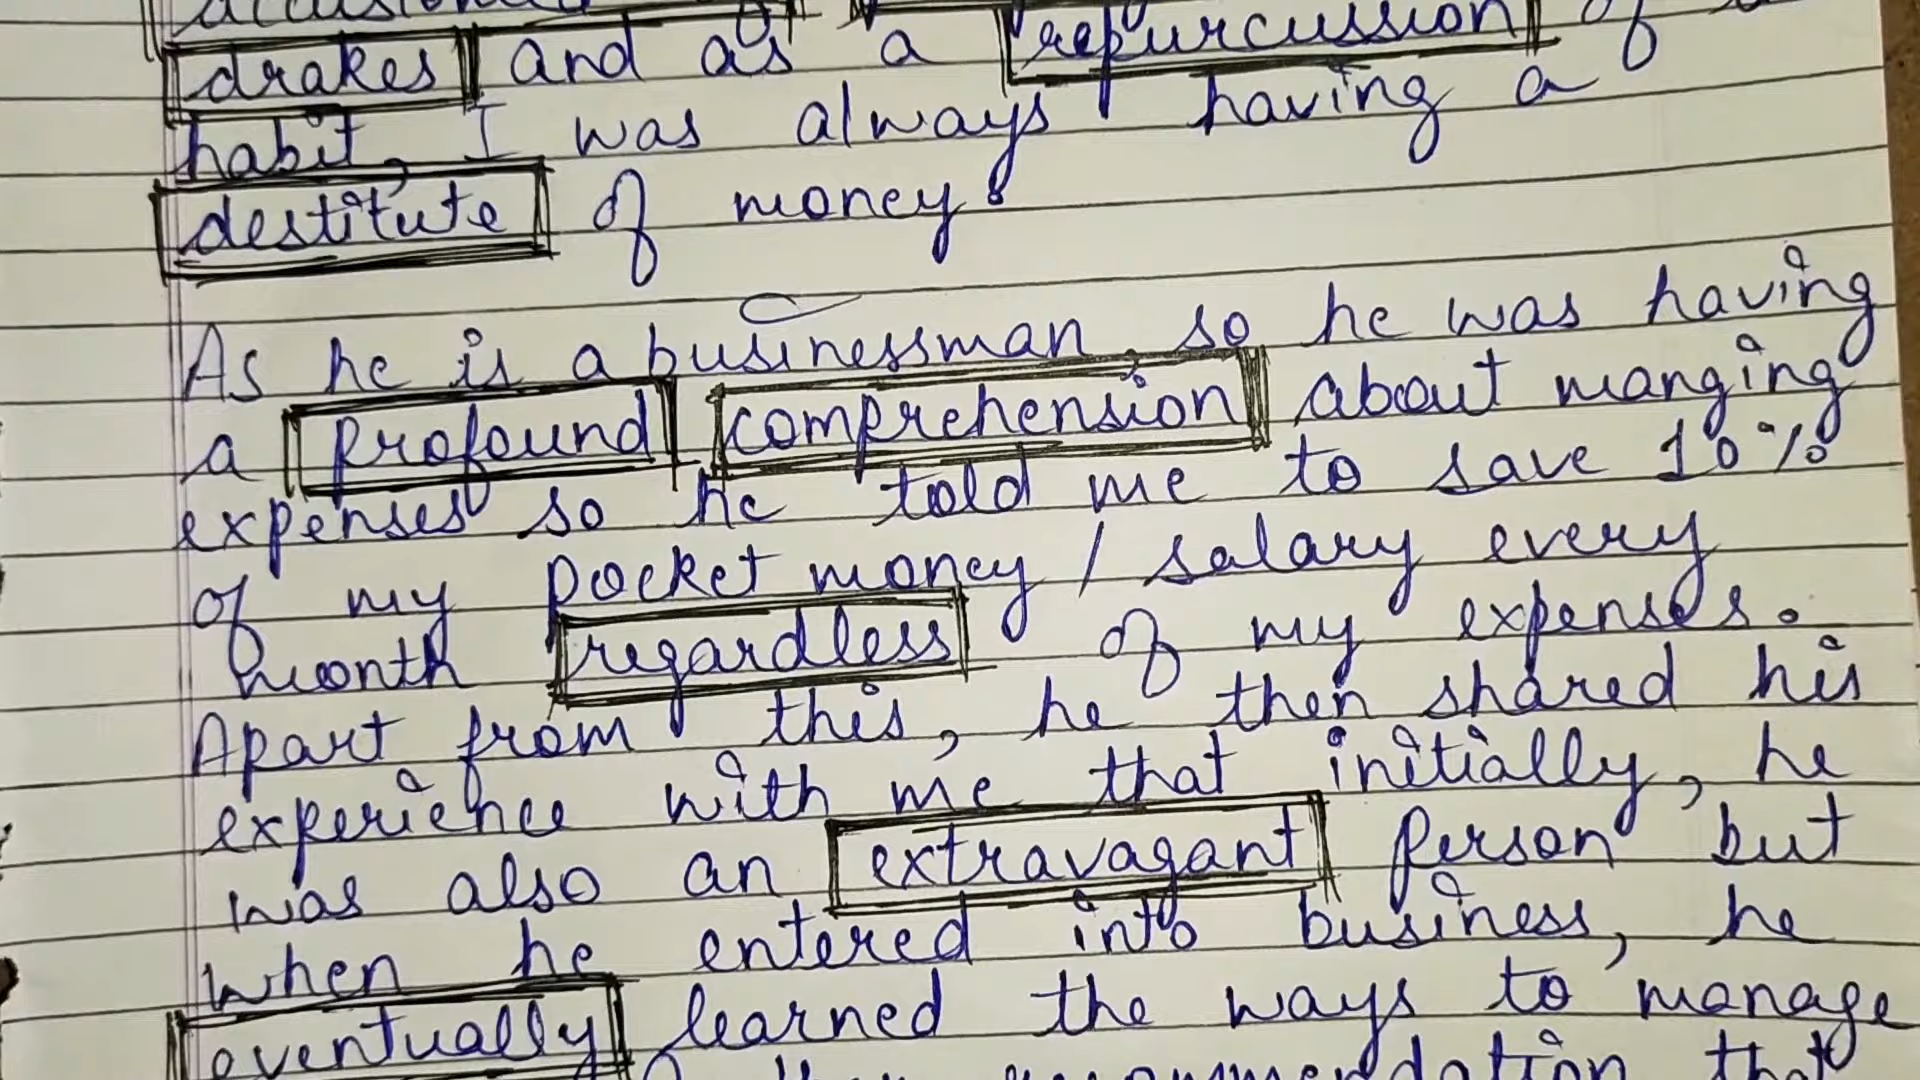 drakes and as a repurcussion of
habit, I was always having a
destitute of money.
As he is a businessman, so he was having
a profound comprehension about manging
expenses so he told me to save 10%
of my pocket money / salary every
month regardless of my expenses.
Apart from this, he then shared his
experience with me that initially, he
was also an extravagant person but
when he entered into business, he
eventually learned the ways to manage
that